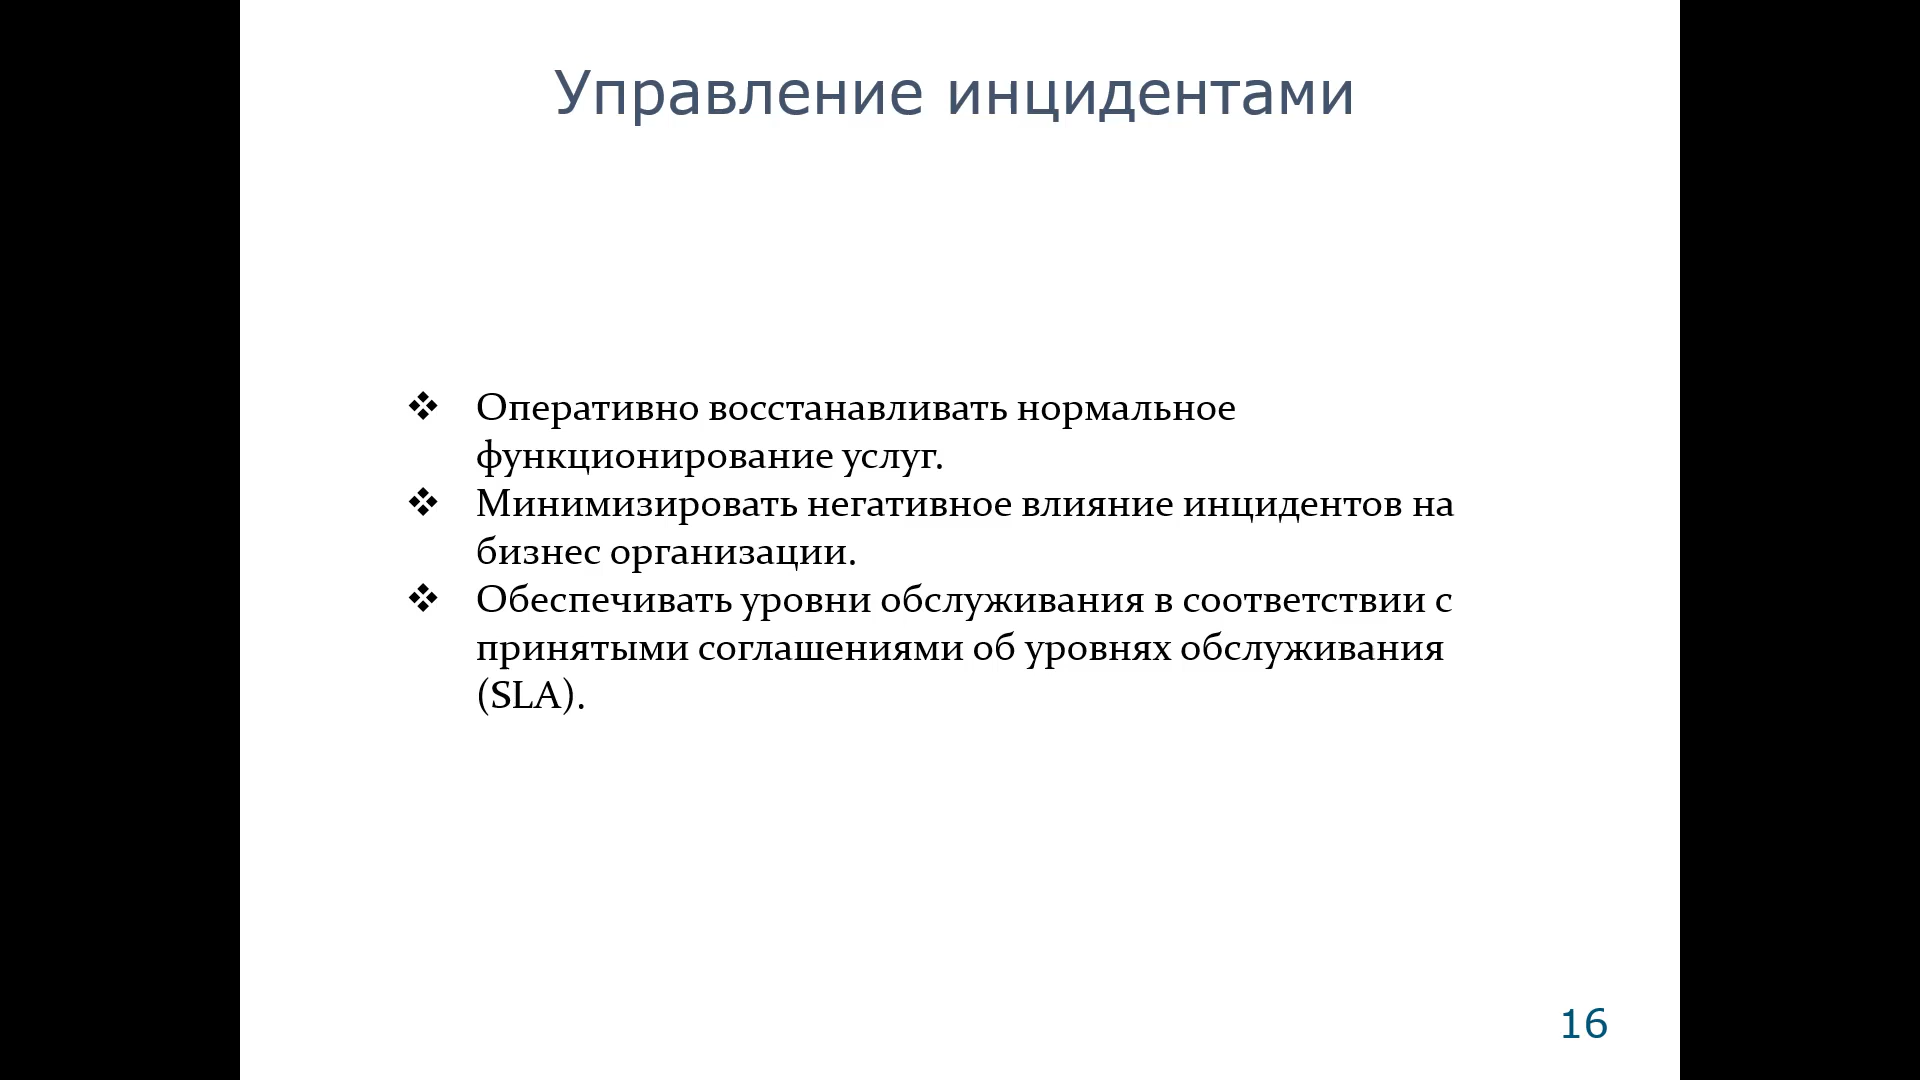 Управление инцидентами
❖ Оперативно восстанавливать нормальное
функционирование услуг.
❖ Минимизировать негативное влияние инцидентов на
бизнес организации.
❖ Обеспечивать уровни обслуживания в соответствии с
принятыми соглашениями об уровнях обслуживания
(SLA).
16